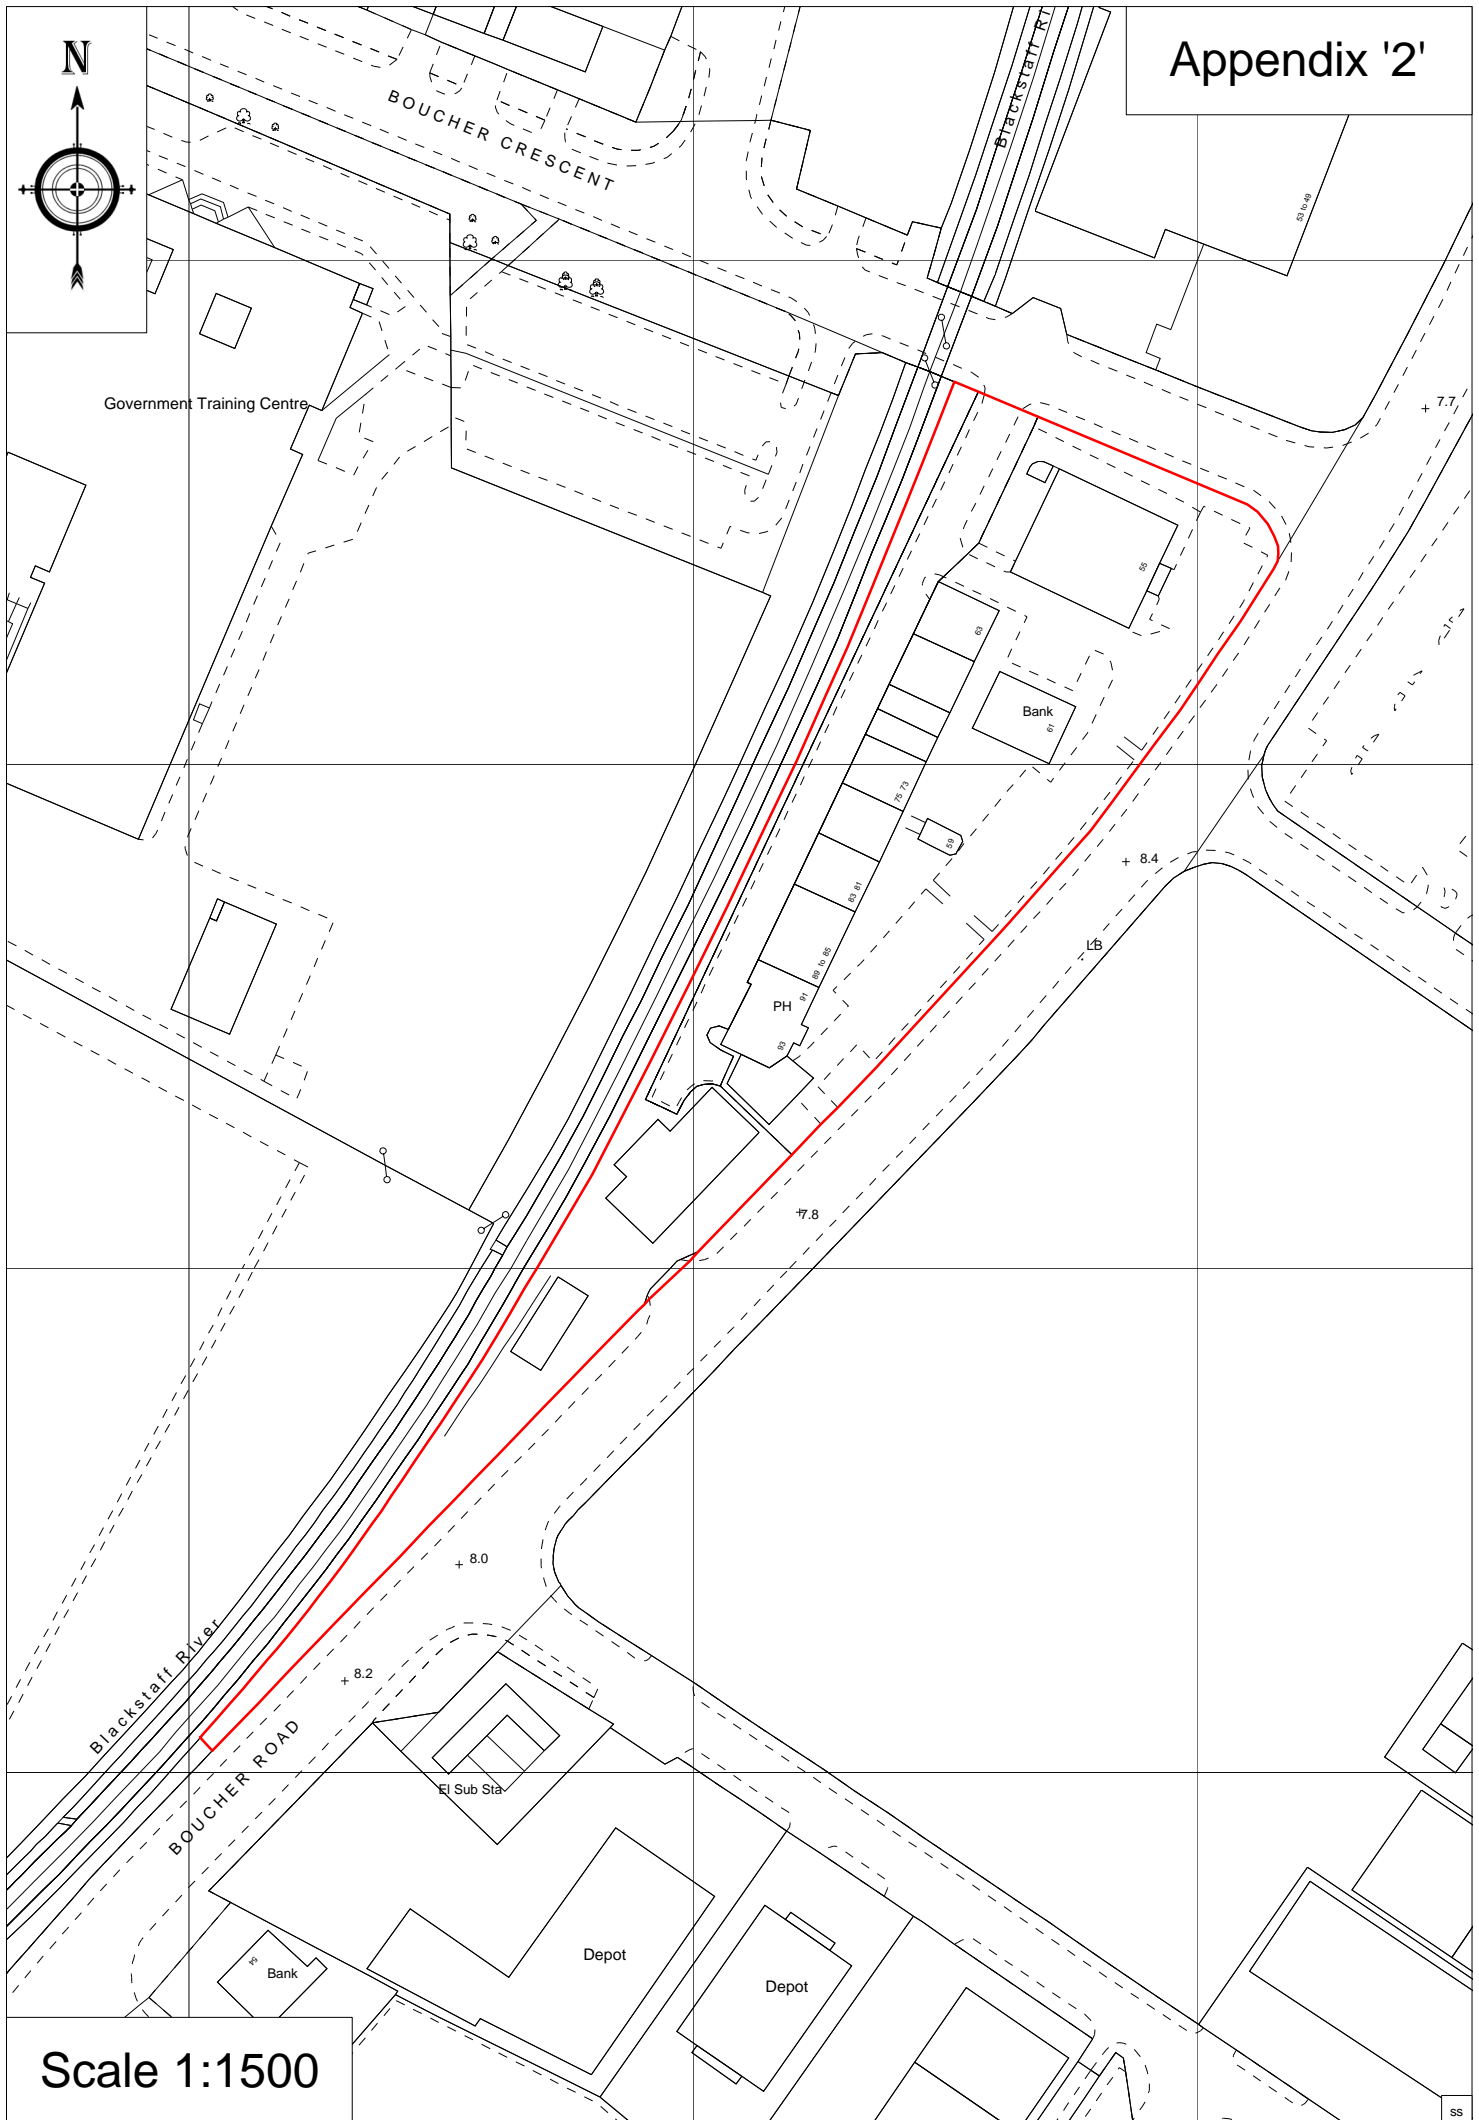 N
Appendix '2'
BOUCHER CRESCENT
Blackstaff Ri
53 to 49
7.7
Government Training Centre
55
63
Bank
61
75 73
59
8.4
83 81
LB
89 to 85
91
PH
93
7.8
8.0
8.2
Blackstaff River
BOUCHER ROAD
El Sub Sta
Depot
54
Bank
Depot
Scale 1:1500
ss